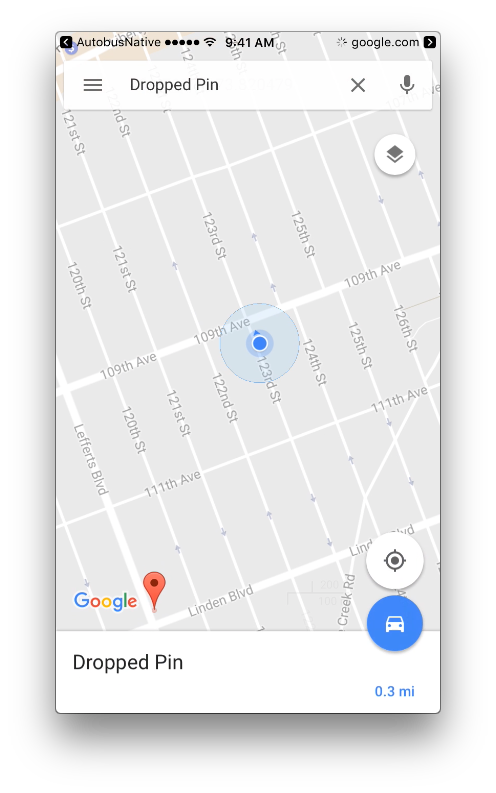 AutobusNative 9:41 AM google.com
Dropped Pin
121st St
122nd St
123rd St
125th St
120th St
121st St
109th Ave
109th Ave
109th Ave
126th St
125th St
124th St
123rd St
122nd St
121st St
120th St
111th Ave
111th Ave
Lefferts Blvd
Linden Blvd
Google
Linden Blvd
Creek Rd
Dropped Pin
0.3 mi